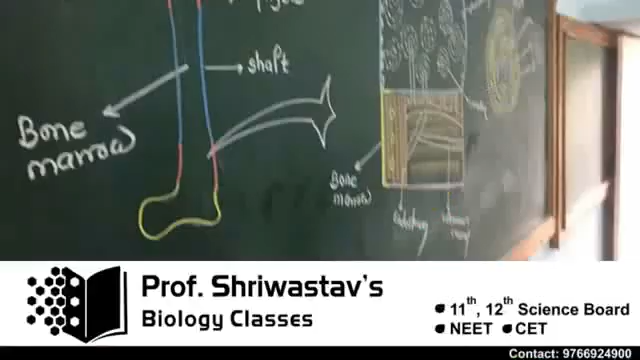 shaft
Bone
marrow
Bone
marrow
Prof. Shriwastav's
Biology Classes
11th, 12th Science Board
NEET CET
Contact: 9766924900